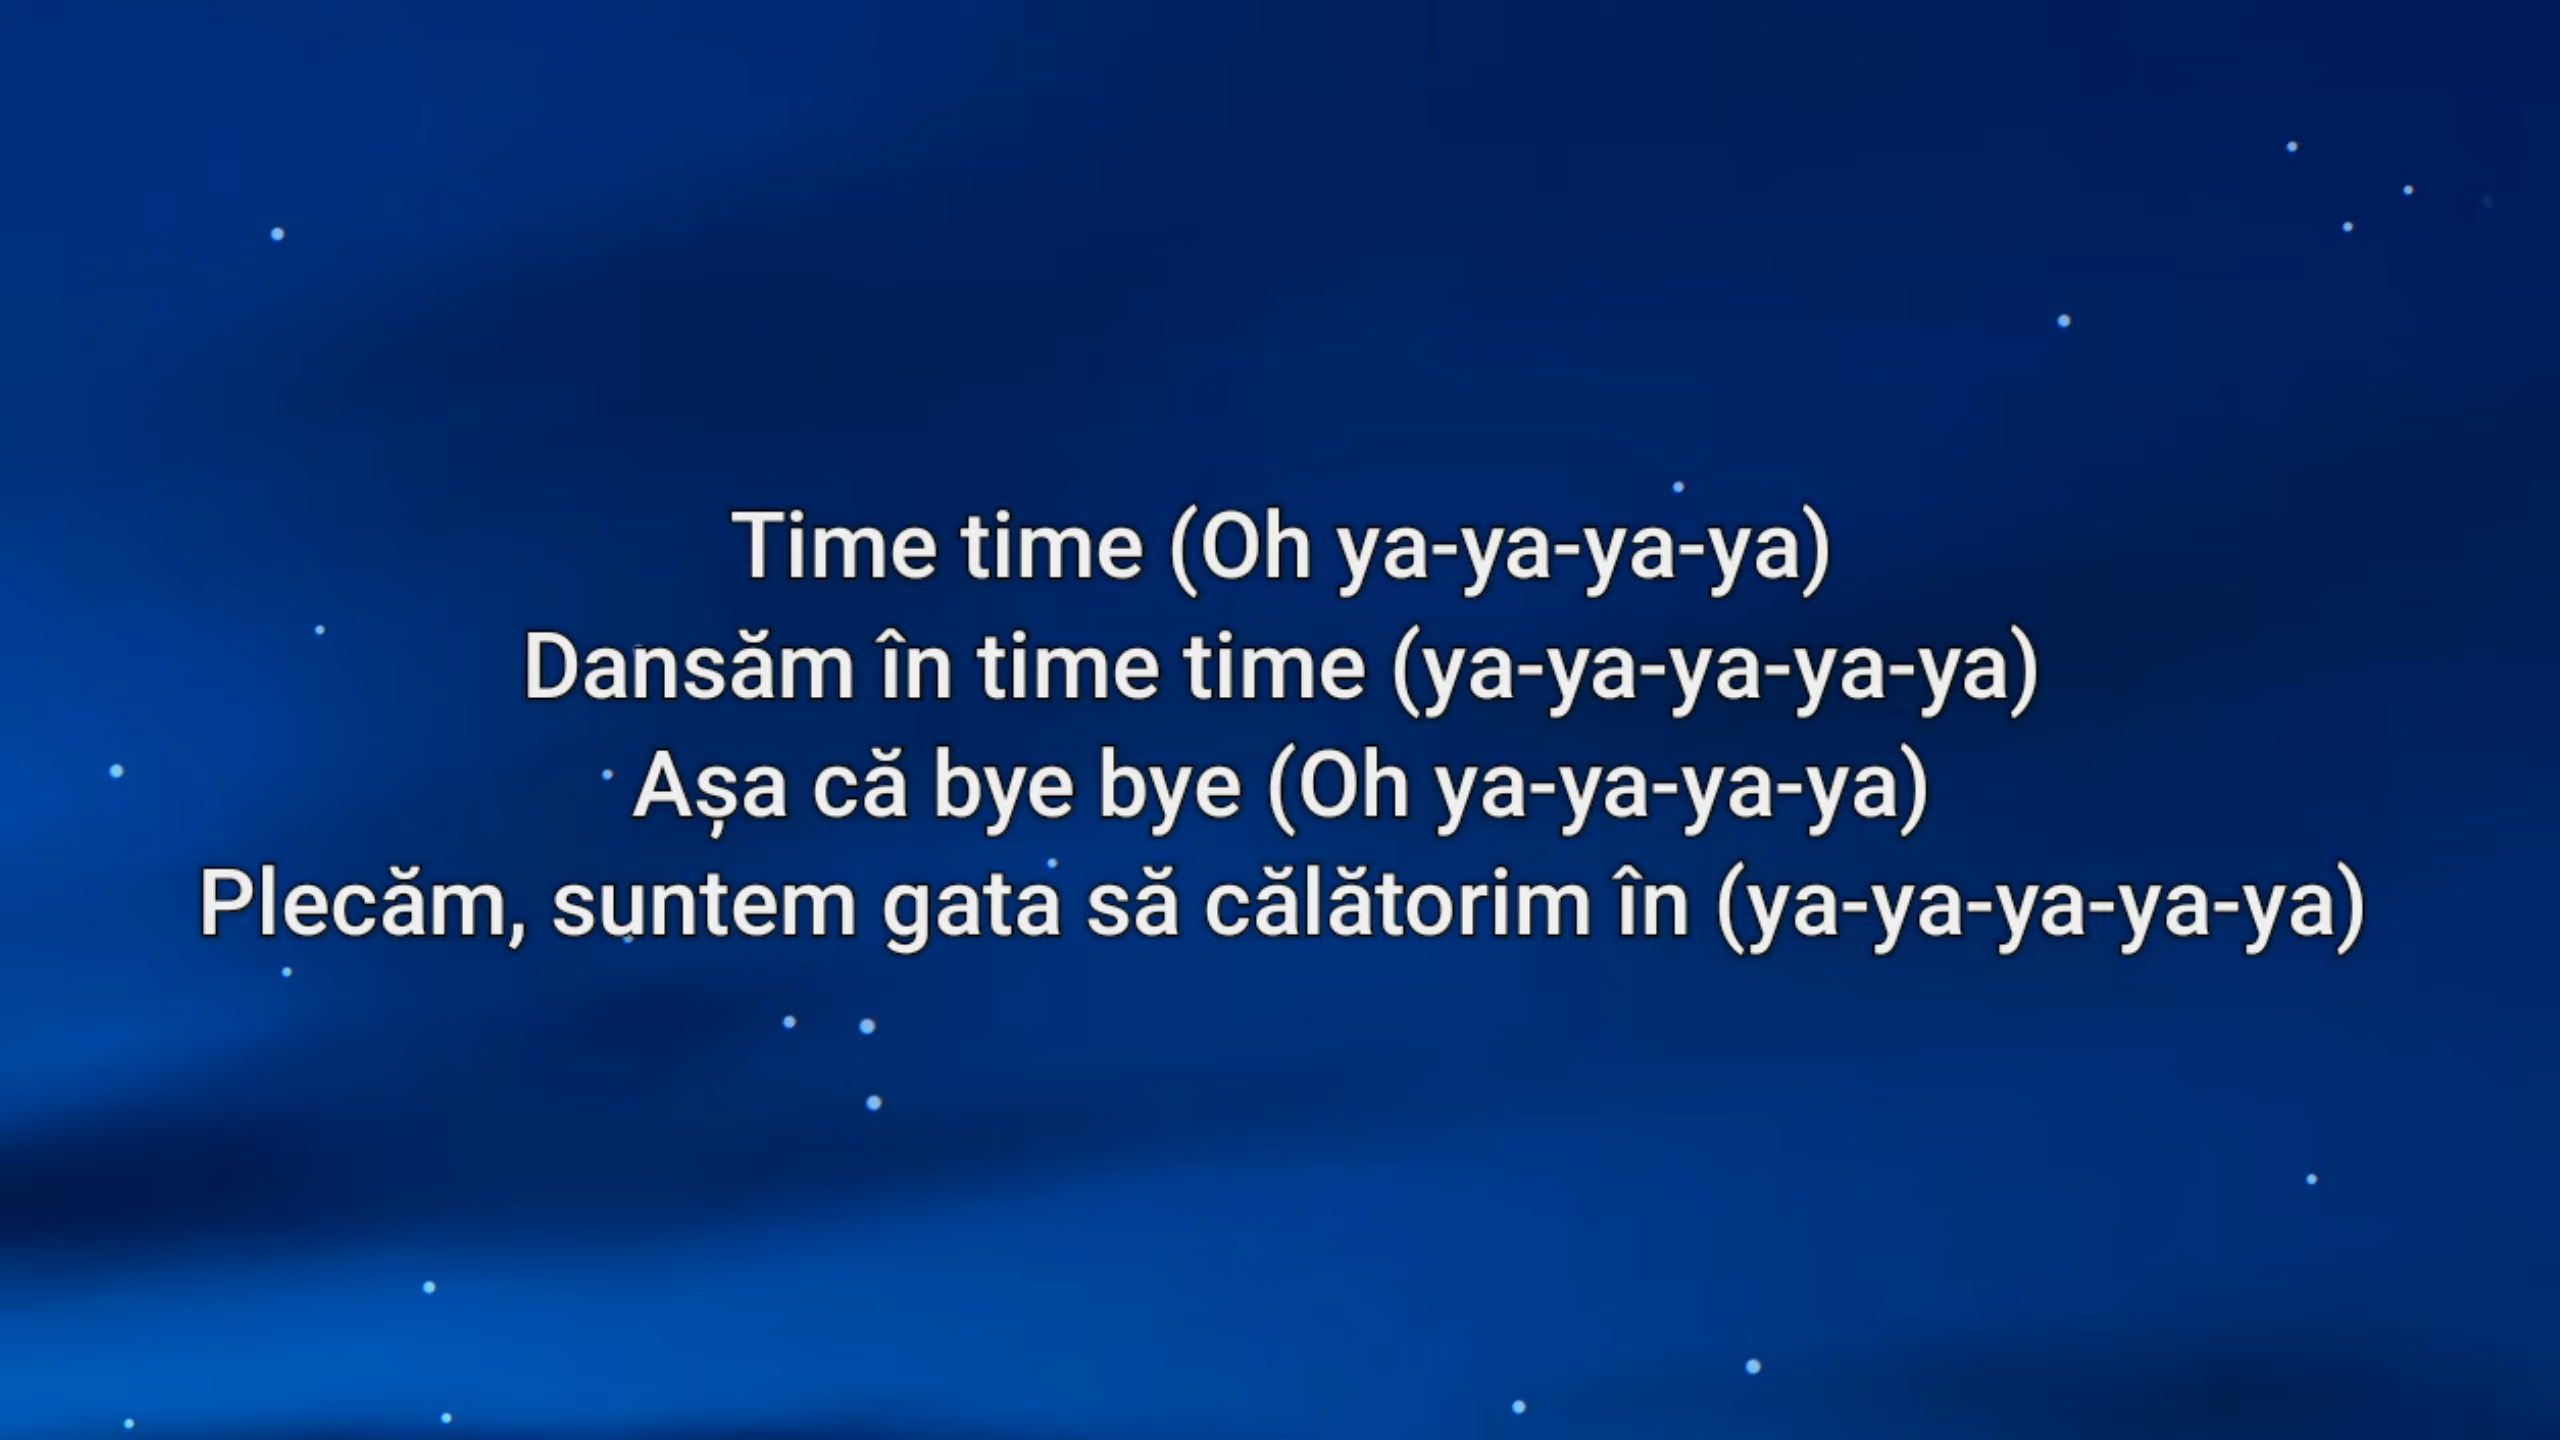 Time time (Oh ya-ya-ya-ya)
Dansăm în time time (ya-ya-ya-ya-ya)
Așa că bye bye (Oh ya-ya-ya-ya)
Plecăm, suntem gata să călătorim în (ya-ya-ya-ya-ya)